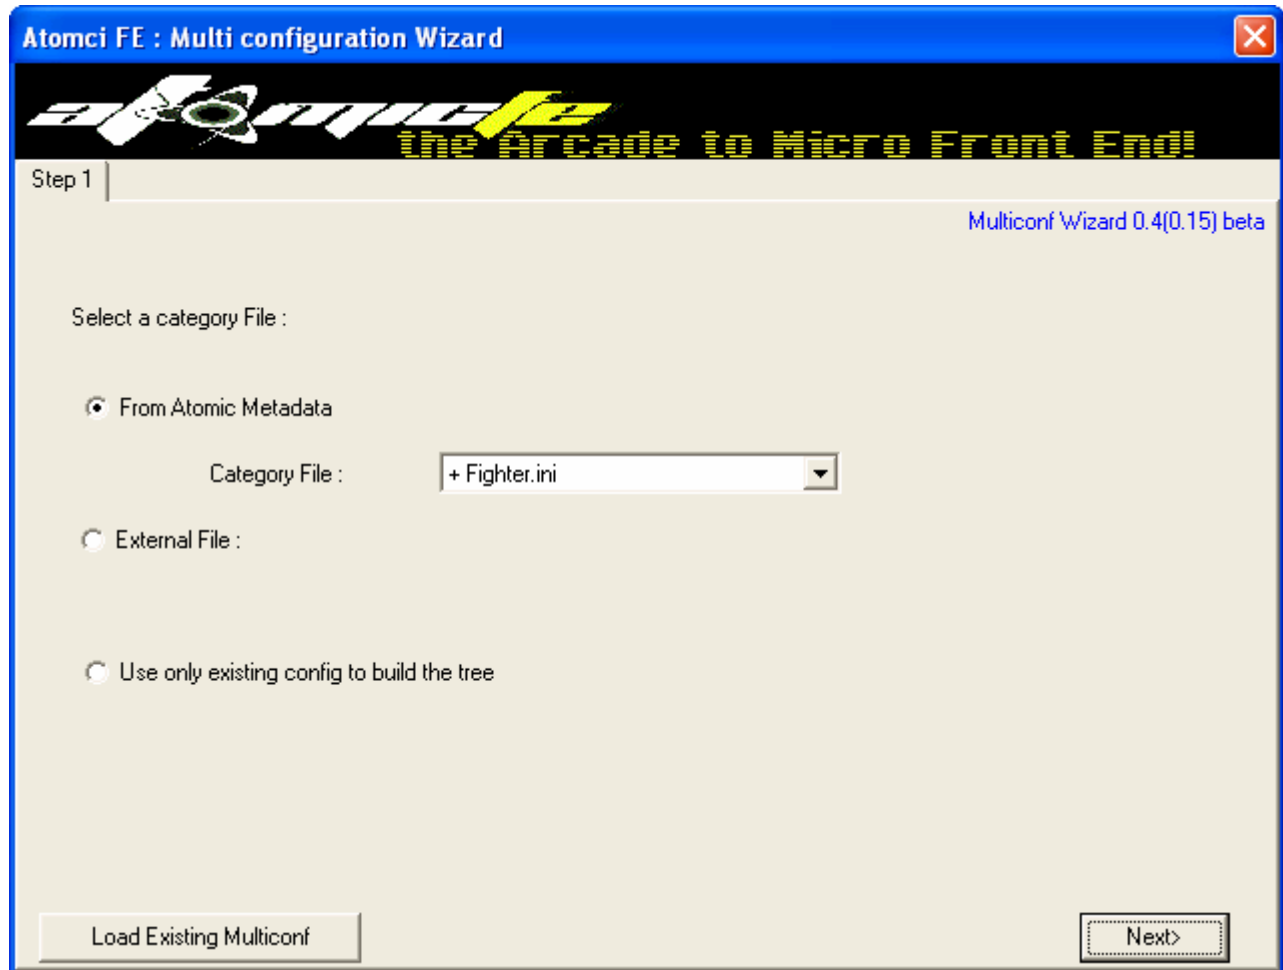 Atomci FE : Multi configuration Wizard
atomicfe
the Arcade to Micro Front End!
Step 1
Multiconf Wizard 0.4(0.15) beta
Select a category File :
From Atomic Metadata
Category File : + Fighter.ini
External File :
Use only existing config to build the tree
Load Existing Multiconf Next>